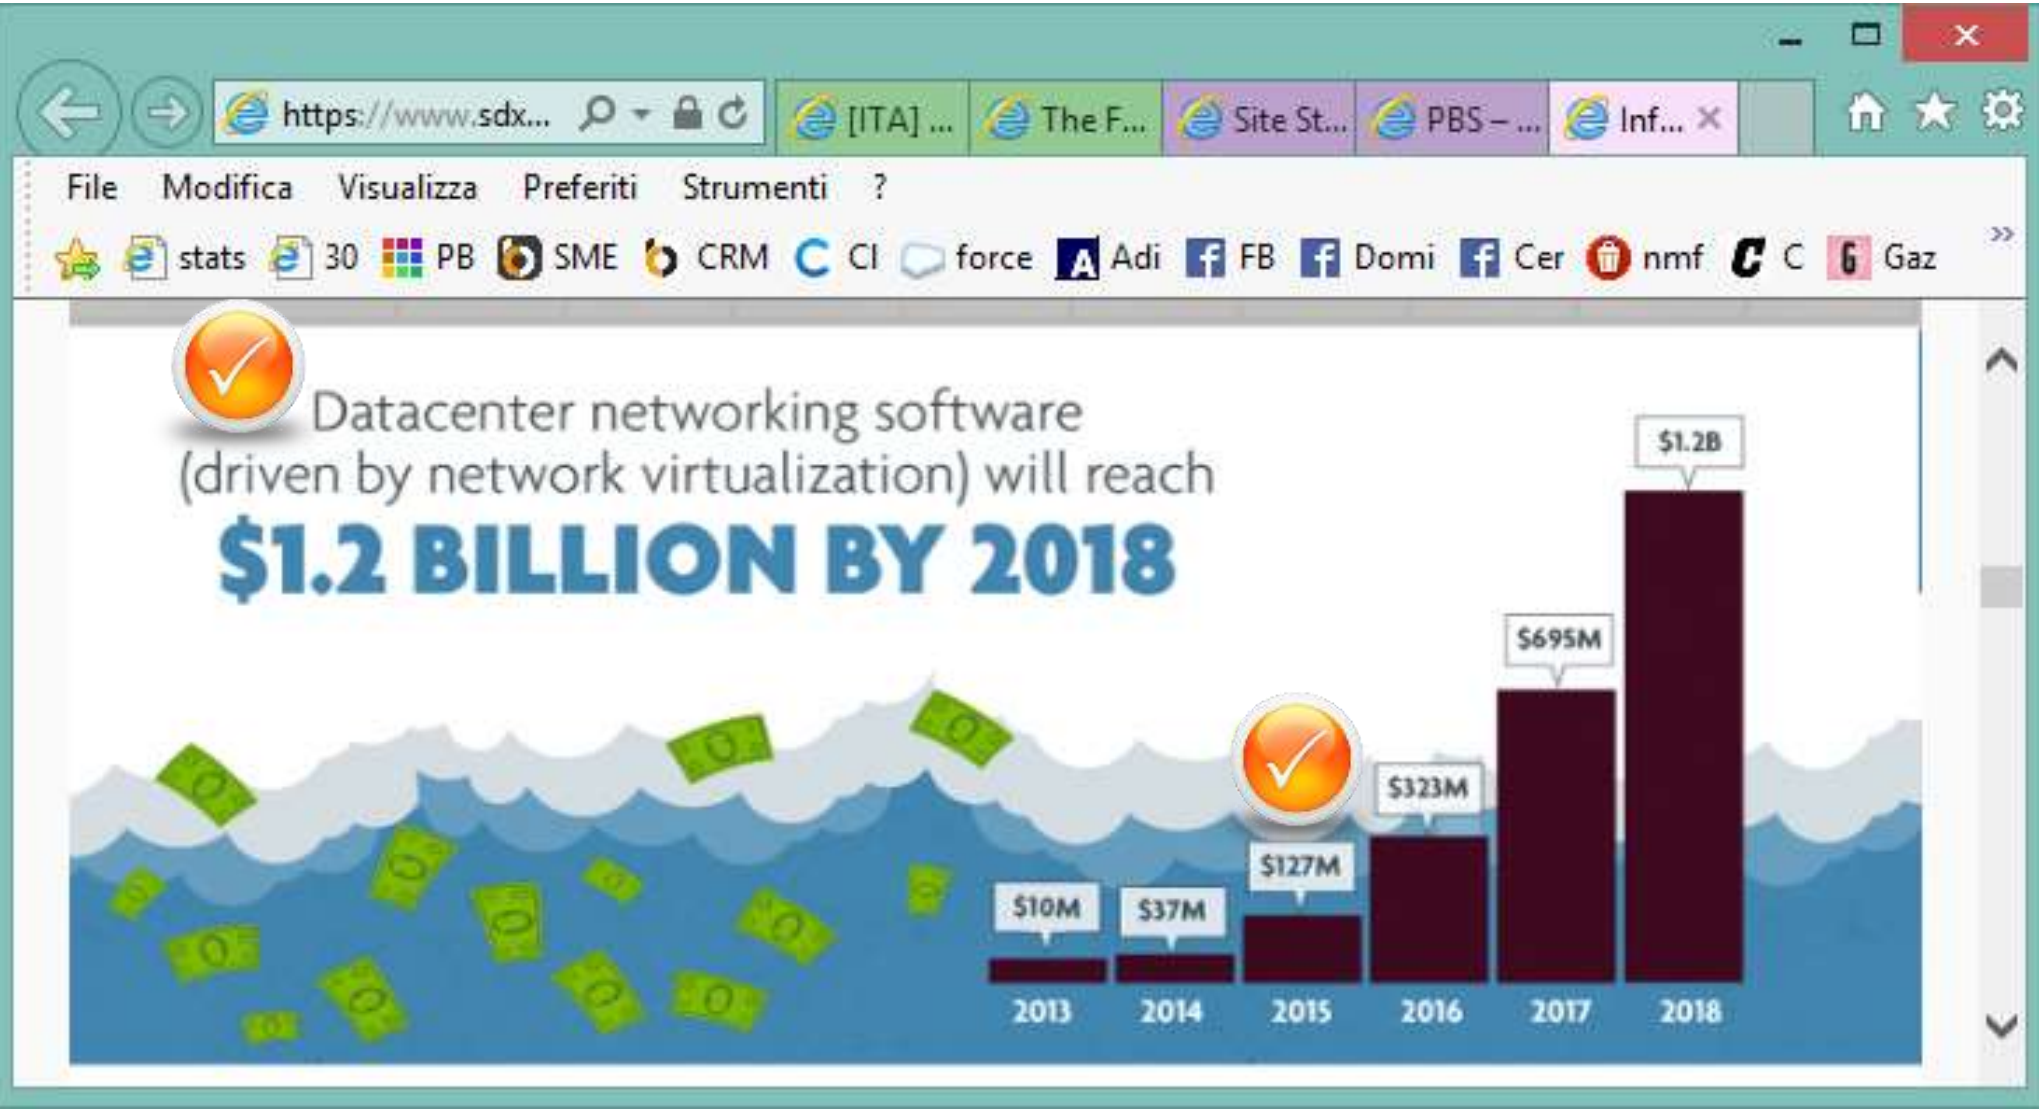 https://www.sdx...
[ITA] ...
The F...
Site St...
PBS – ...
Inf...
File Modifica Visualizza Preferiti Strumenti ?
stats 30 PB SME CRM CI force Adi FB Domi Cer nmf C Gaz
Datacenter networking software
(driven by network virtualization) will reach
$1.2 BILLION BY 2018
$1.2B
$695M
$323M
$127M
$10M $37M
2013 2014 2015 2016 2017 2018